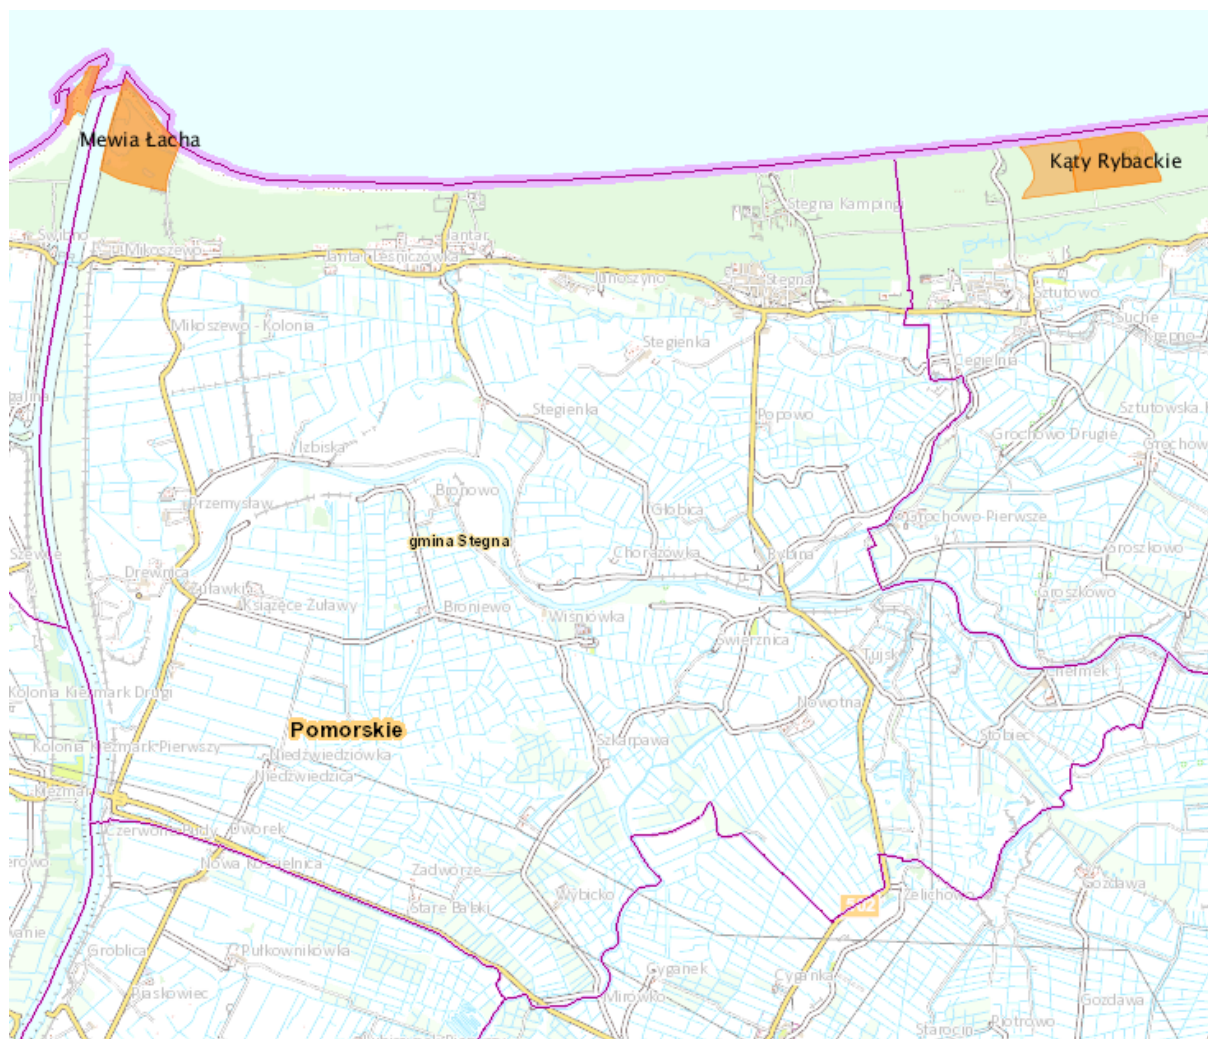 Mewia Łacha
Kąty Rybackie
Stegna Kamping
Świbno
Mikoszewo
Jantar
Jantar Leśniczówka
Stegna
Sztutowo
Suche
Mikoszewo - Kolonia
Stegienka
Cegielnia
Stegienka
Popowo
Grochowo Drugie
Izbiska
Bronowo
Przemysław
Głobica
Grochowo Pierwsze
gmina Stegna
Chorążówka
Rybina
Groszkowo
Drewnica
Żuławki
Książęce Żuławy
Broniewo
Wiśniówka
Groszkowo
Świerznica
Tujsk
Chełmek
Kolonia Kiezmark Drugi
Nowotna
Pomorskie
Stobiec
Szkarpawa
Kolonia Kiezmark Pierwszy
Niedźwiedziówka
Niedźwiedzica
Czerwone Budy
Dworek
Nowa Kościelnica
Zadworze
Wybicko
Stare Babki
Żelichowo
Gozdawa
Groblica
Pułkownikówka
Cyganek
Cyganka
Piaskowiec
Mirówko
Gozdawa
Piotrowo
Starocin